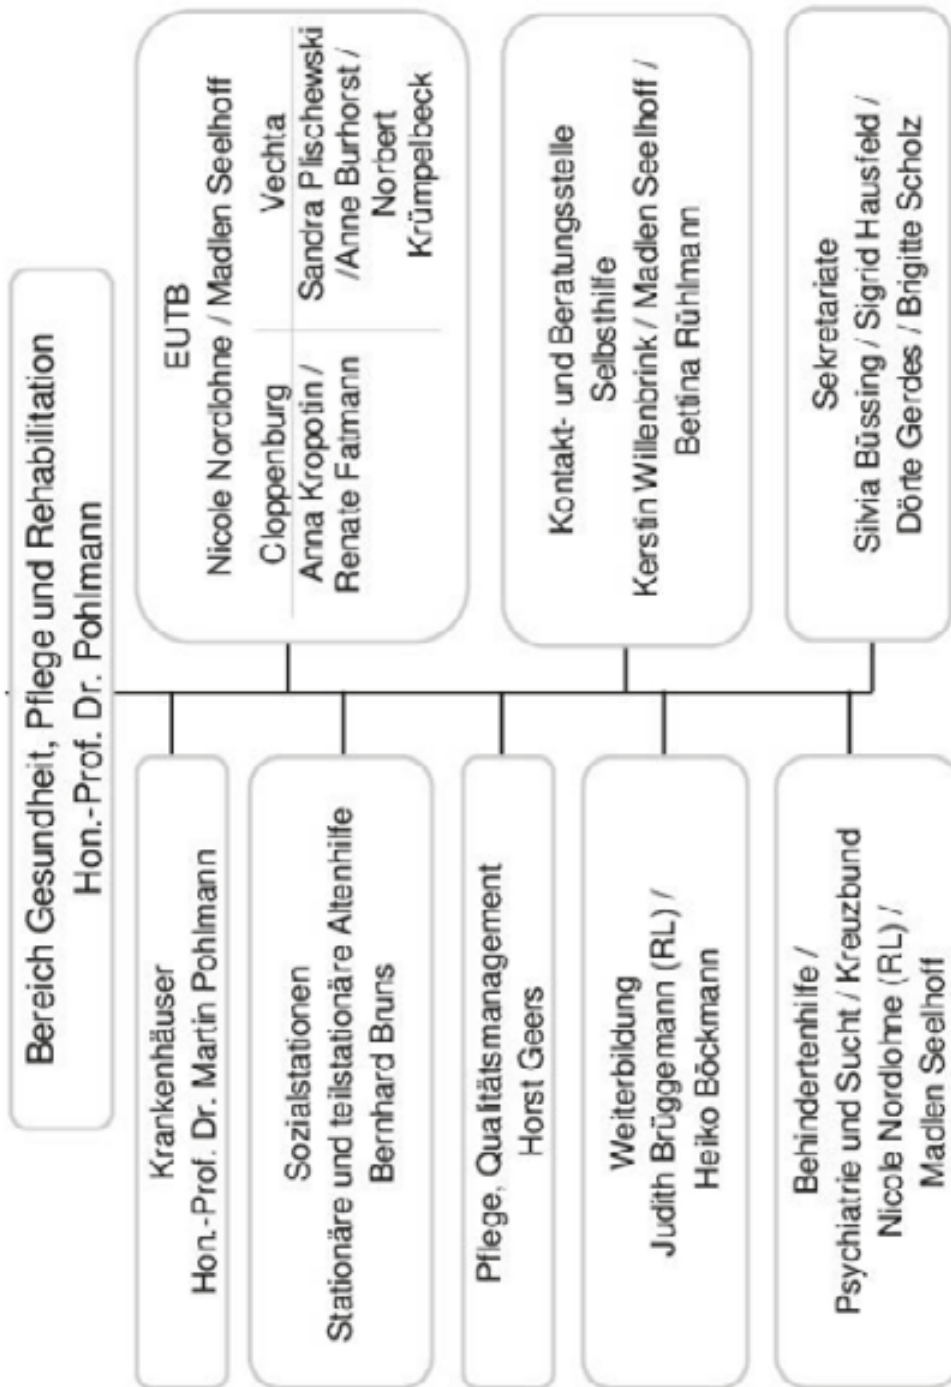 Bereich Gesundheit, Pflege und Rehabilitation
Hon.-Prof. Dr. Pohlmann
Krankenhäuser
Hon.-Prof. Dr. Martin Pohlmann
Sozialstationen
Stationäre und teilstationäre Altenhilfe
Bernhard Bruns
Pflege, Qualitätsmanagement
Horst Geers
Weiterbildung
Judith Brüggemann (RL) /
Heiko Böckmann
Behindertenhilfe /
Psychiatrie und Sucht / Kreuzbund
Nicole Nordlohne (RL) /
Madlen Seelhoff
EUTB
Nicole Nordlohne / Madlen Seelhoff
Cloppenburg
Anna Kropotin /
Renate Fatmann
Vechta
Sandra Plischewski
/Anne Burhorst /
Norbert
Krümpelbeck
Kontakt- und Beratungsstelle
Selbsthilfe
Kerstin Willenbrink / Madlen Seelhoff /
Bettina Rühlmann
Sekretariate
Silvia Büssing / Sigrid Hausfeld /
Dörte Gerdes / Brigitte Scholz